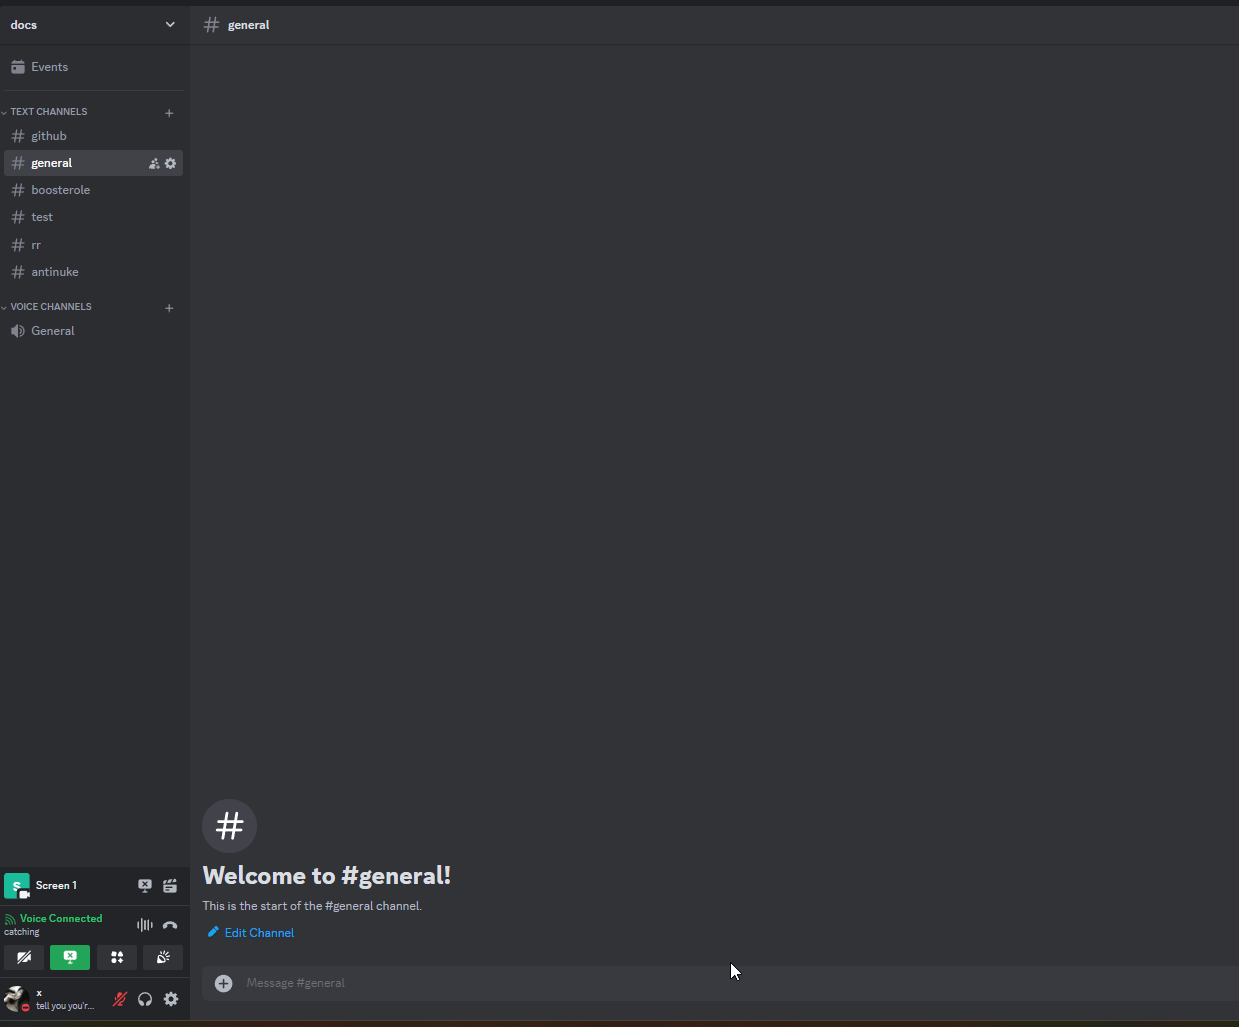 docs
general
Events
TEXT CHANNELS
github
general
boosterole
test
rr
antinuke
VOICE CHANNELS
General
Welcome to #general!
This is the start of the #general channel.
Edit Channel
Message #general
S
Screen 1
Voice Connected
catching
x
tell you you'r...